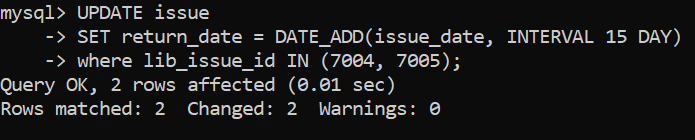 mysql> UPDATE issue
    -> SET return_date = DATE_ADD(issue_date, INTERVAL 15 DAY)
    -> where lib_issue_id IN (7004, 7005);
Query OK, 2 rows affected (0.01 sec)
Rows matched: 2  Changed: 2  Warnings: 0